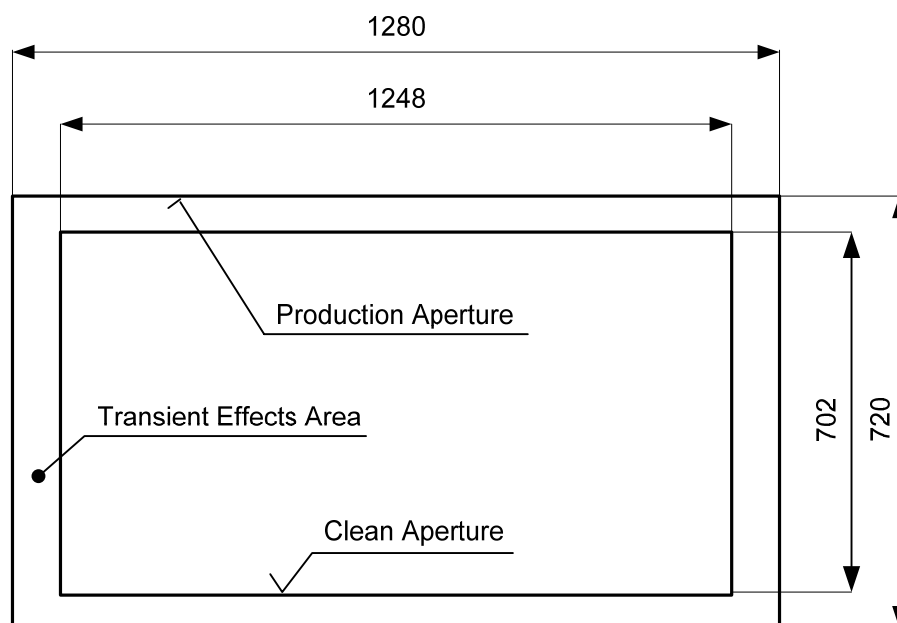 1280
1248
Production Aperture
Transient Effects Area
702
720
Clean Aperture